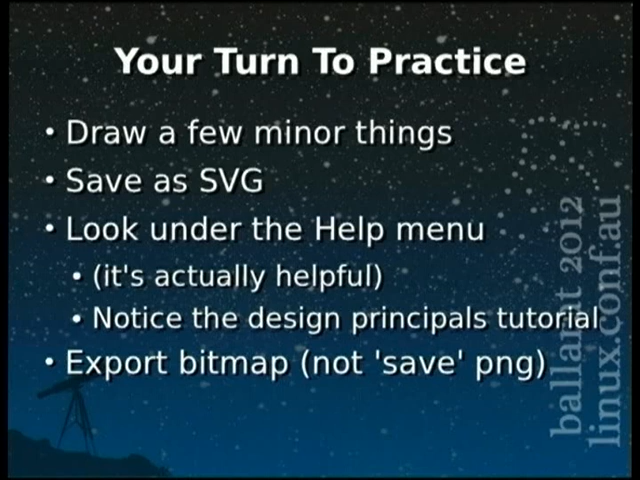 Your Turn To Practice
• Draw a few minor things
• Save as SVG
• Look under the Help menu
• (it's actually helpful)
• Notice the design principals tutorial
• Export bitmap (not 'save' png)
ballarat 2012
linux.conf.au